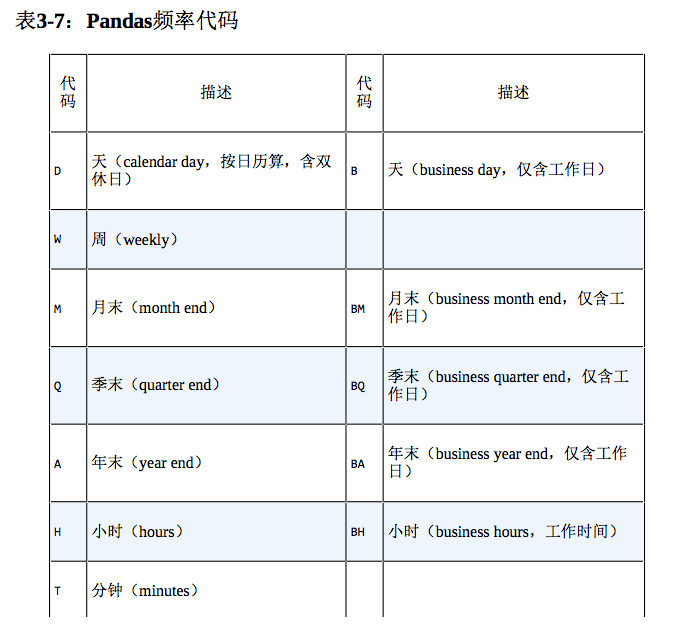 表3-7：Pandas频率代码
代
码
描述
代
码
描述
D
天（calendar day，按日历算，含双
休日）
B
天（business day，仅含工作日）
W
周（weekly）
M
月末（month end）
BM
月末（business month end，仅含工
作日）
Q
季末（quarter end）
BQ
季末（business quarter end，仅含工
作日）
A
年末（year end）
BA
年末（business year end，仅含工作
日）
H
小时（hours）
BH
小时（business hours，工作时间）
T
分钟（minutes）